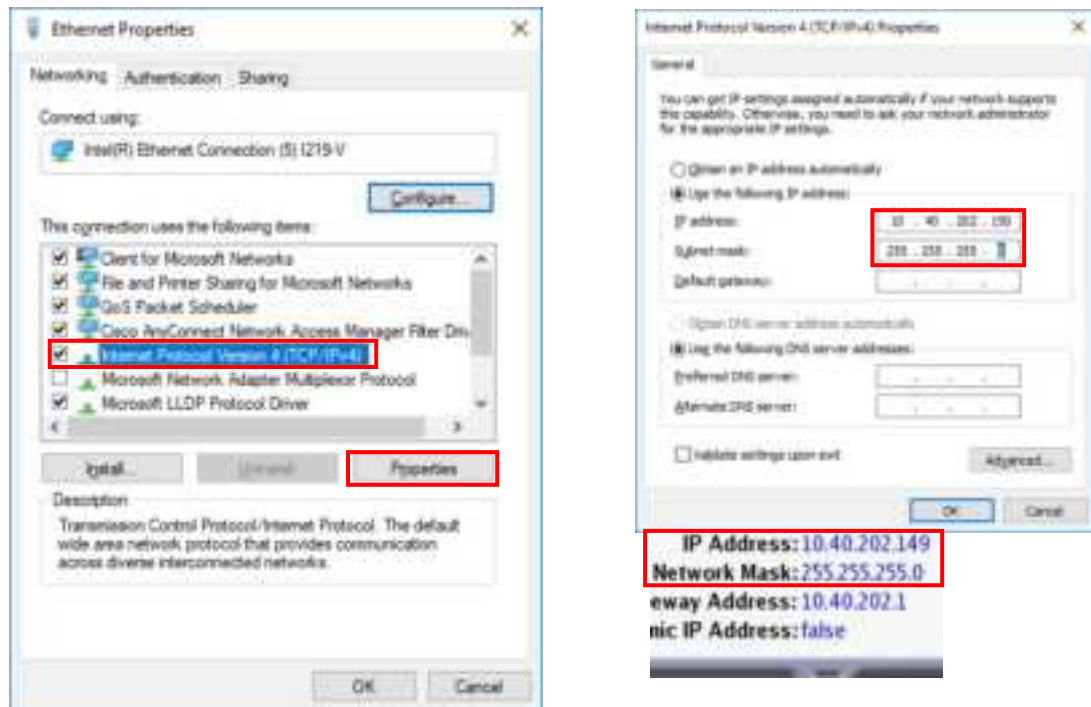 Ethernet Properties
Networking Authentication Sharing
Connect using:
Intel(R) Ethernet Connection (5) I219-V
Configure...
This connection uses the following items:
Client for Microsoft Networks
File and Printer Sharing for Microsoft Networks
QoS Packet Scheduler
Cisco AnyConnect Network Access Manager Filter Driv
Internet Protocol Version 4 (TCP/IPv4)
Microsoft Network Adapter Multiplexor Protocol
Microsoft LLDP Protocol Driver
Install... Uninstall Properties
Description
Transmission Control Protocol/Internet Protocol. The default
wide area network protocol that provides communication
across diverse interconnected networks.
OK Cancel
Internet Protocol Version 4 (TCP/IPv4) Properties
General
You can get IP settings assigned automatically if your network supports
this capability. Otherwise, you need to ask your network administrator
for the appropriate IP settings.
Obtain an IP address automatically
Use the following IP address:
IP address: 10 . 40 . 202 . 150
Subnet mask: 255 . 255 . 255 .
Default gateway: . . .
Obtain DNS server address automatically
Use the following DNS server addresses:
Preferred DNS server: . . .
Alternate DNS server: . . .
Validate settings upon exit
Advanced...
OK Cancel
IP Address: 10.40.202.149
Network Mask: 255.255.255.0
eway Address: 10.40.202.1
mic IP Address: false